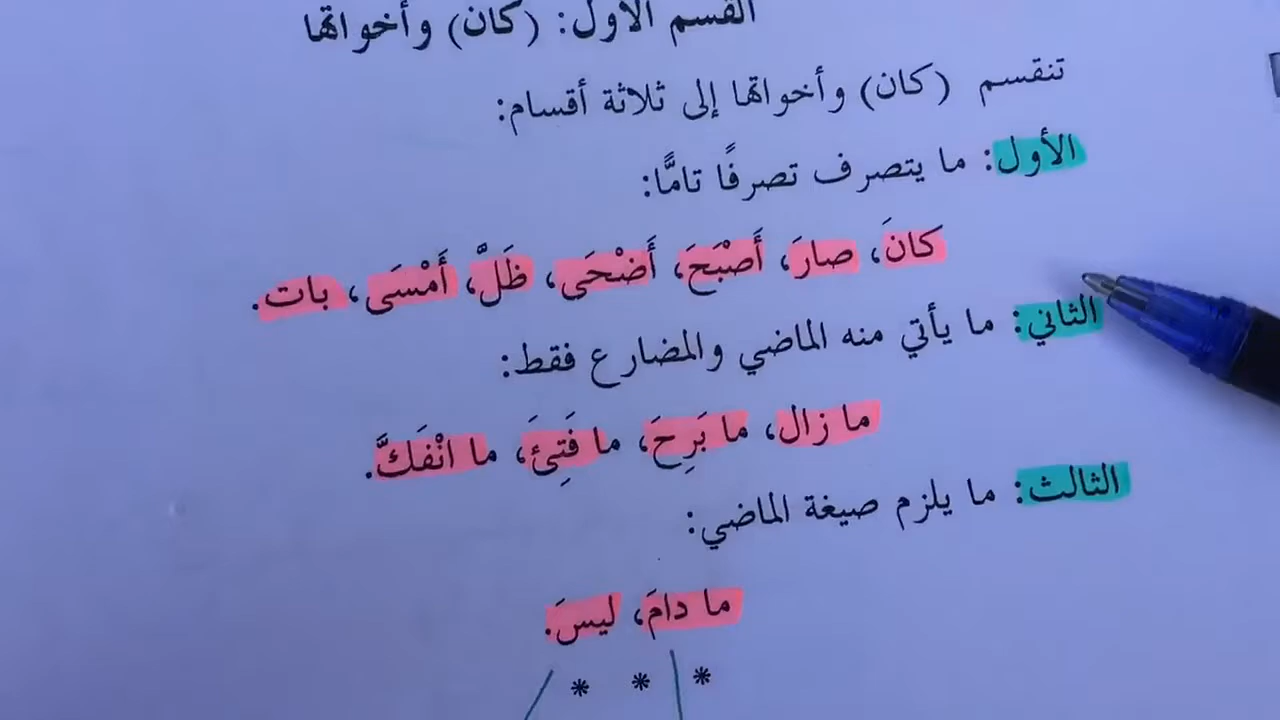 القسم الأول: (كان) وأخواتها
تنقسم (كان) وأخواتها إلى ثلاثة أقسام:
الأول: ما يتصرف تصرفًا تامًّا:
كانَ، صارَ، أَصْبَحَ، أَضْحَى، ظَلَّ، أَمْسَى، بات.
الثاني: ما يأتي منه الماضي والمضارع فقط:
ما زال، ما بَرِحَ، ما فَتِئَ، ما انْفَكَّ.
الثالث: ما يلزم صيغة الماضي:
ما دامَ، ليسَ.
* * *